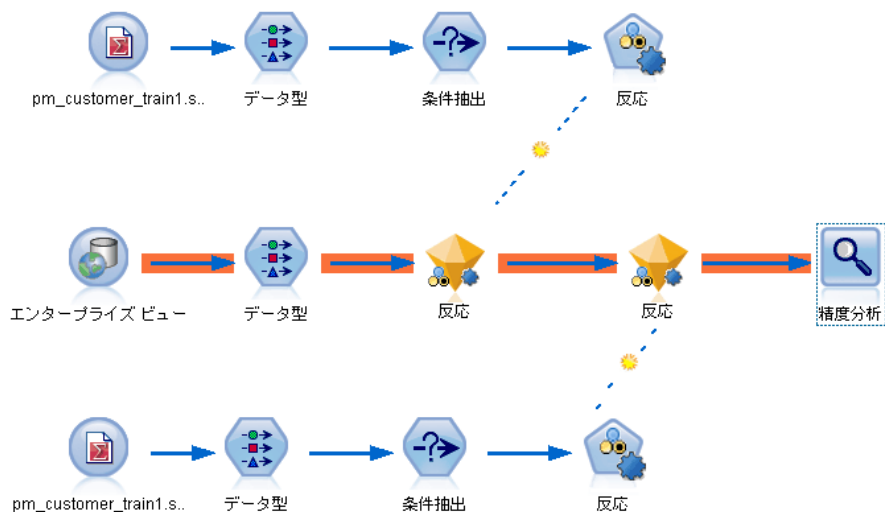 pm_customer_train1.s..
データ型
条件抽出
反応
エンタープライズ ビュー
データ型
反応
反応
精度分析
pm_customer_train1.s..
データ型
条件抽出
反応